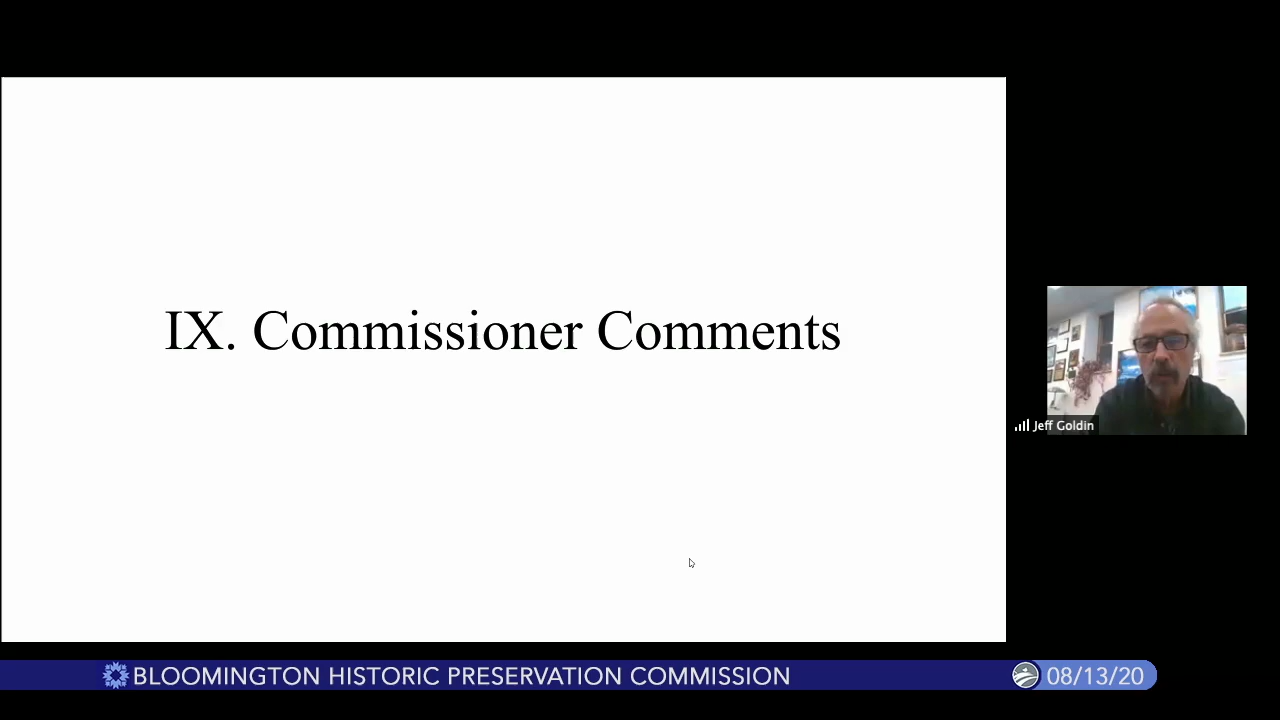 IX. Commissioner Comments
Jeff Goldin
BLOOMINGTON HISTORIC PRESERVATION COMMISSION
08/13/20